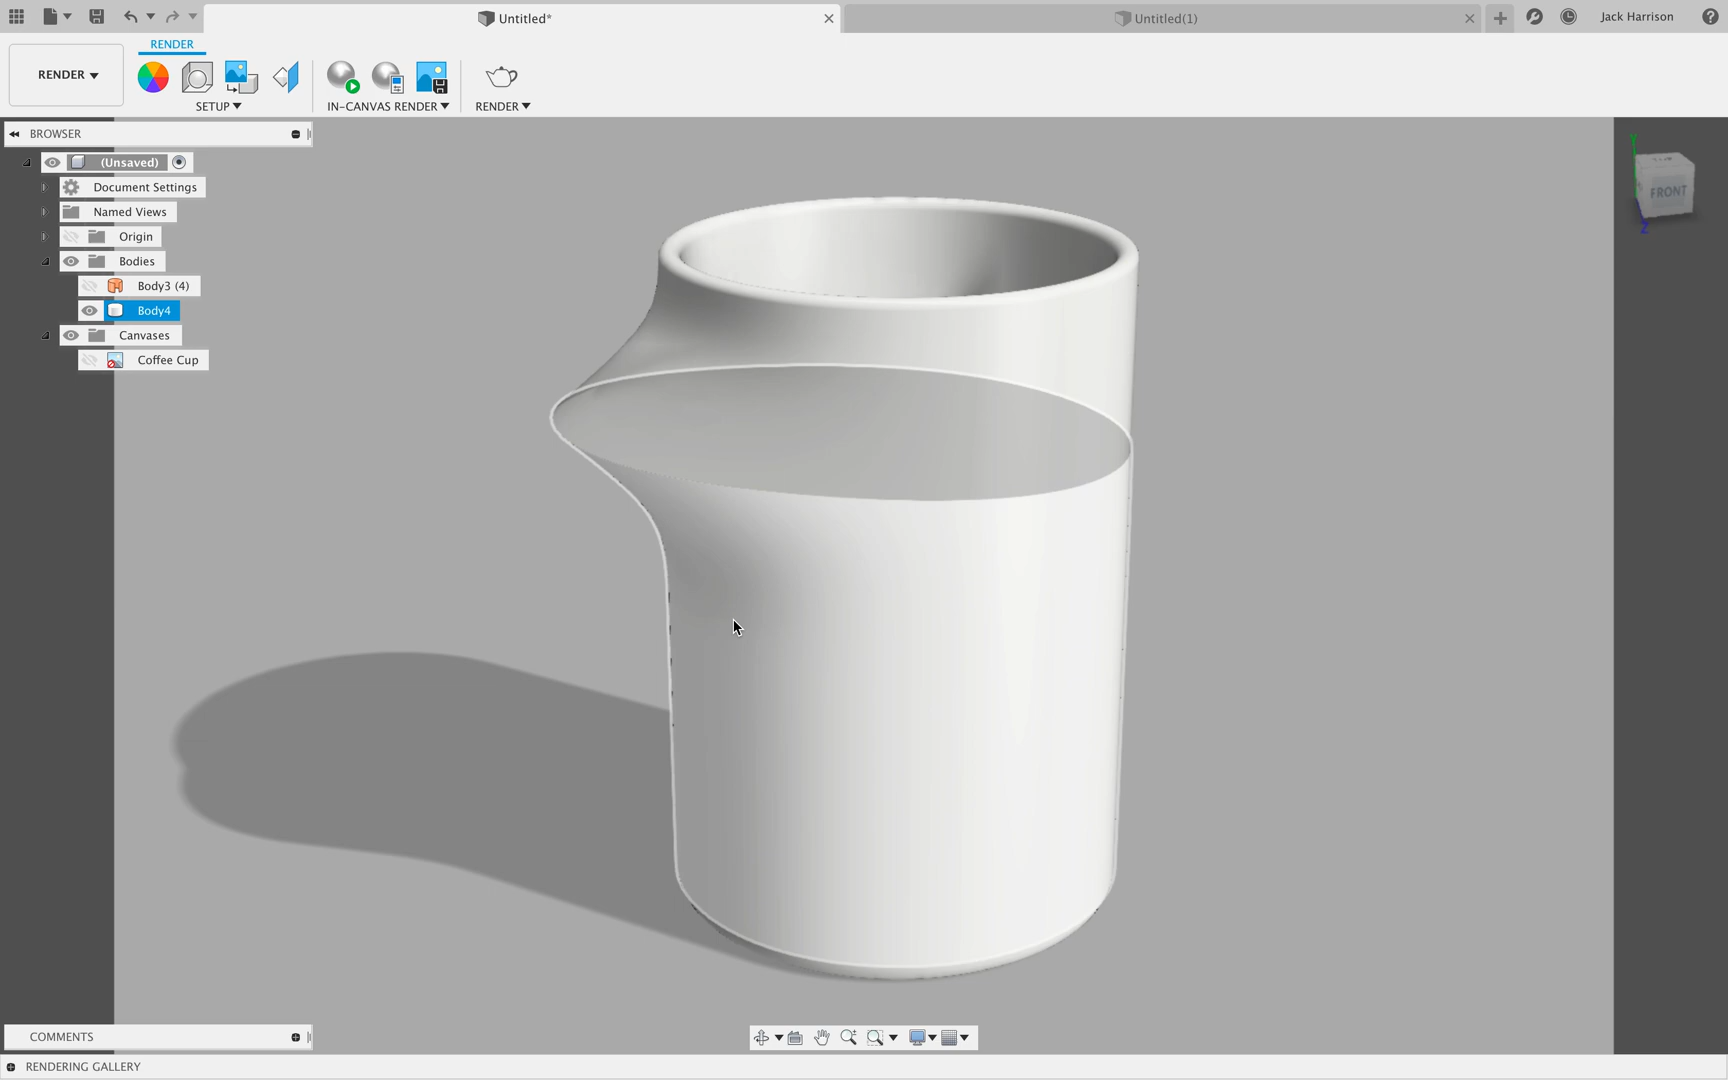 Untitled*
Untitled(1)
Jack Harrison
RENDER
RENDER
SETUP
IN-CANVAS RENDER
RENDER
BROWSER
(Unsaved)
Document Settings
Named Views
Origin
Bodies
Body3 (4)
Body4
Canvases
Coffee Cup
Y
FRONT
Z
COMMENTS
RENDERING GALLERY